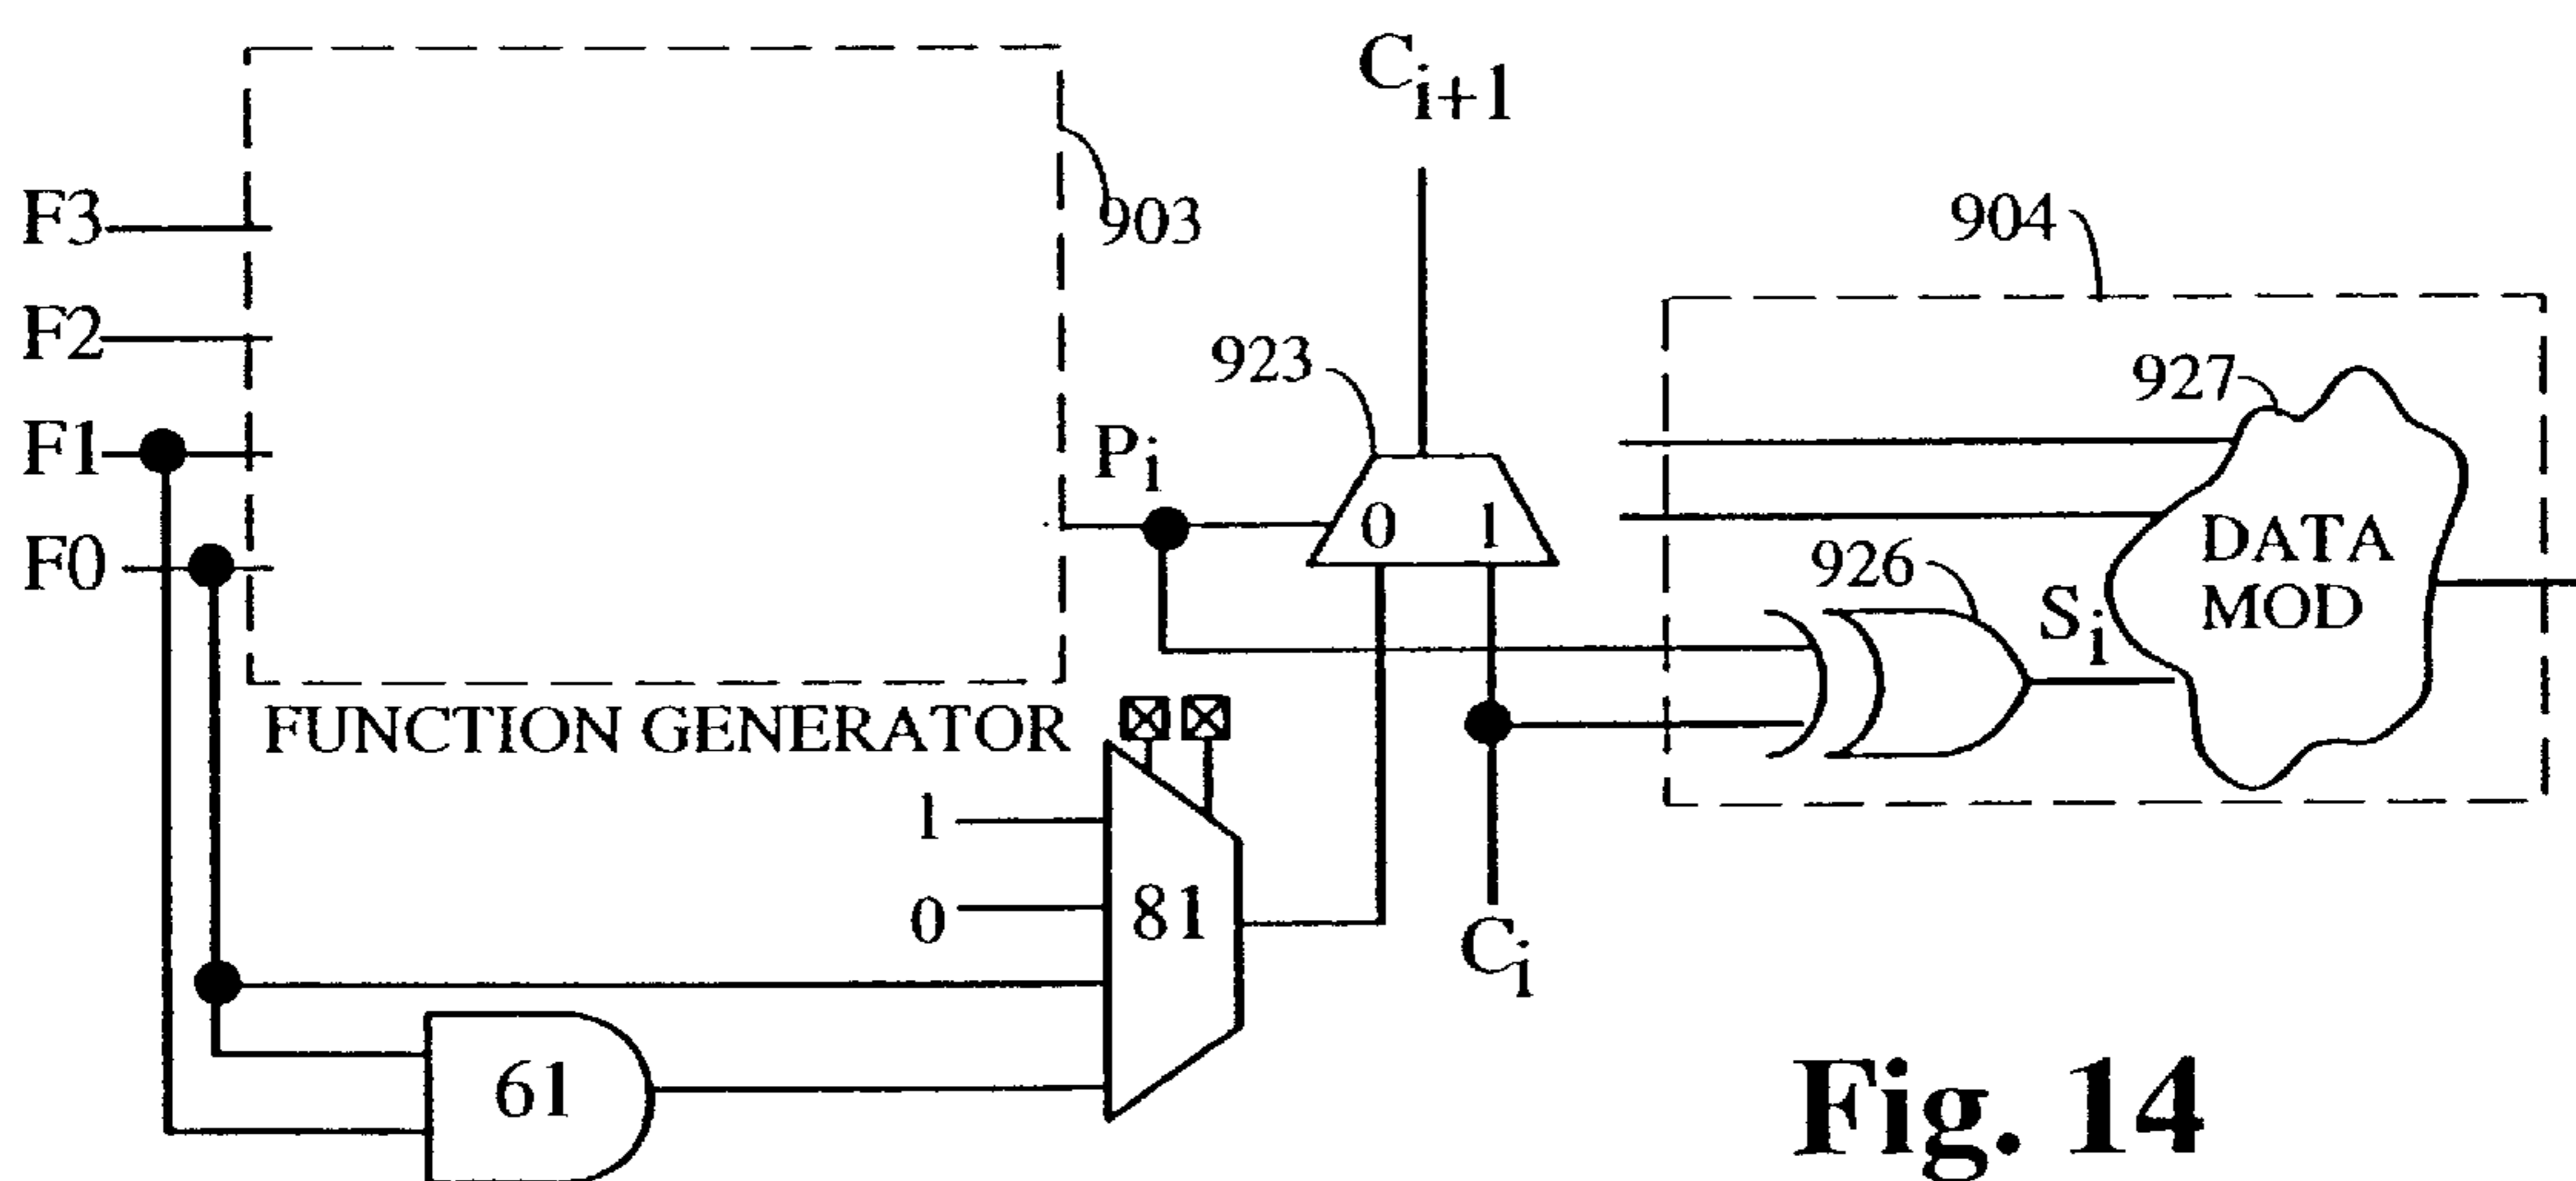 C_{i+1}
F3
903
904
F2
923
927
F1
P_i
0 1
DATA
MOD
F0
926
S_i
FUNCTION GENERATOR
1
0
81
C_i
61
Fig. 14